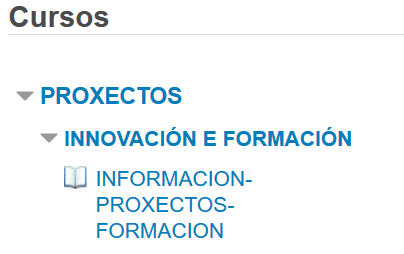 Cursos
PROXECTOS
INNOVACIÓN E FORMACIÓN
INFORMACION-
PROXECTOS-
FORMACION